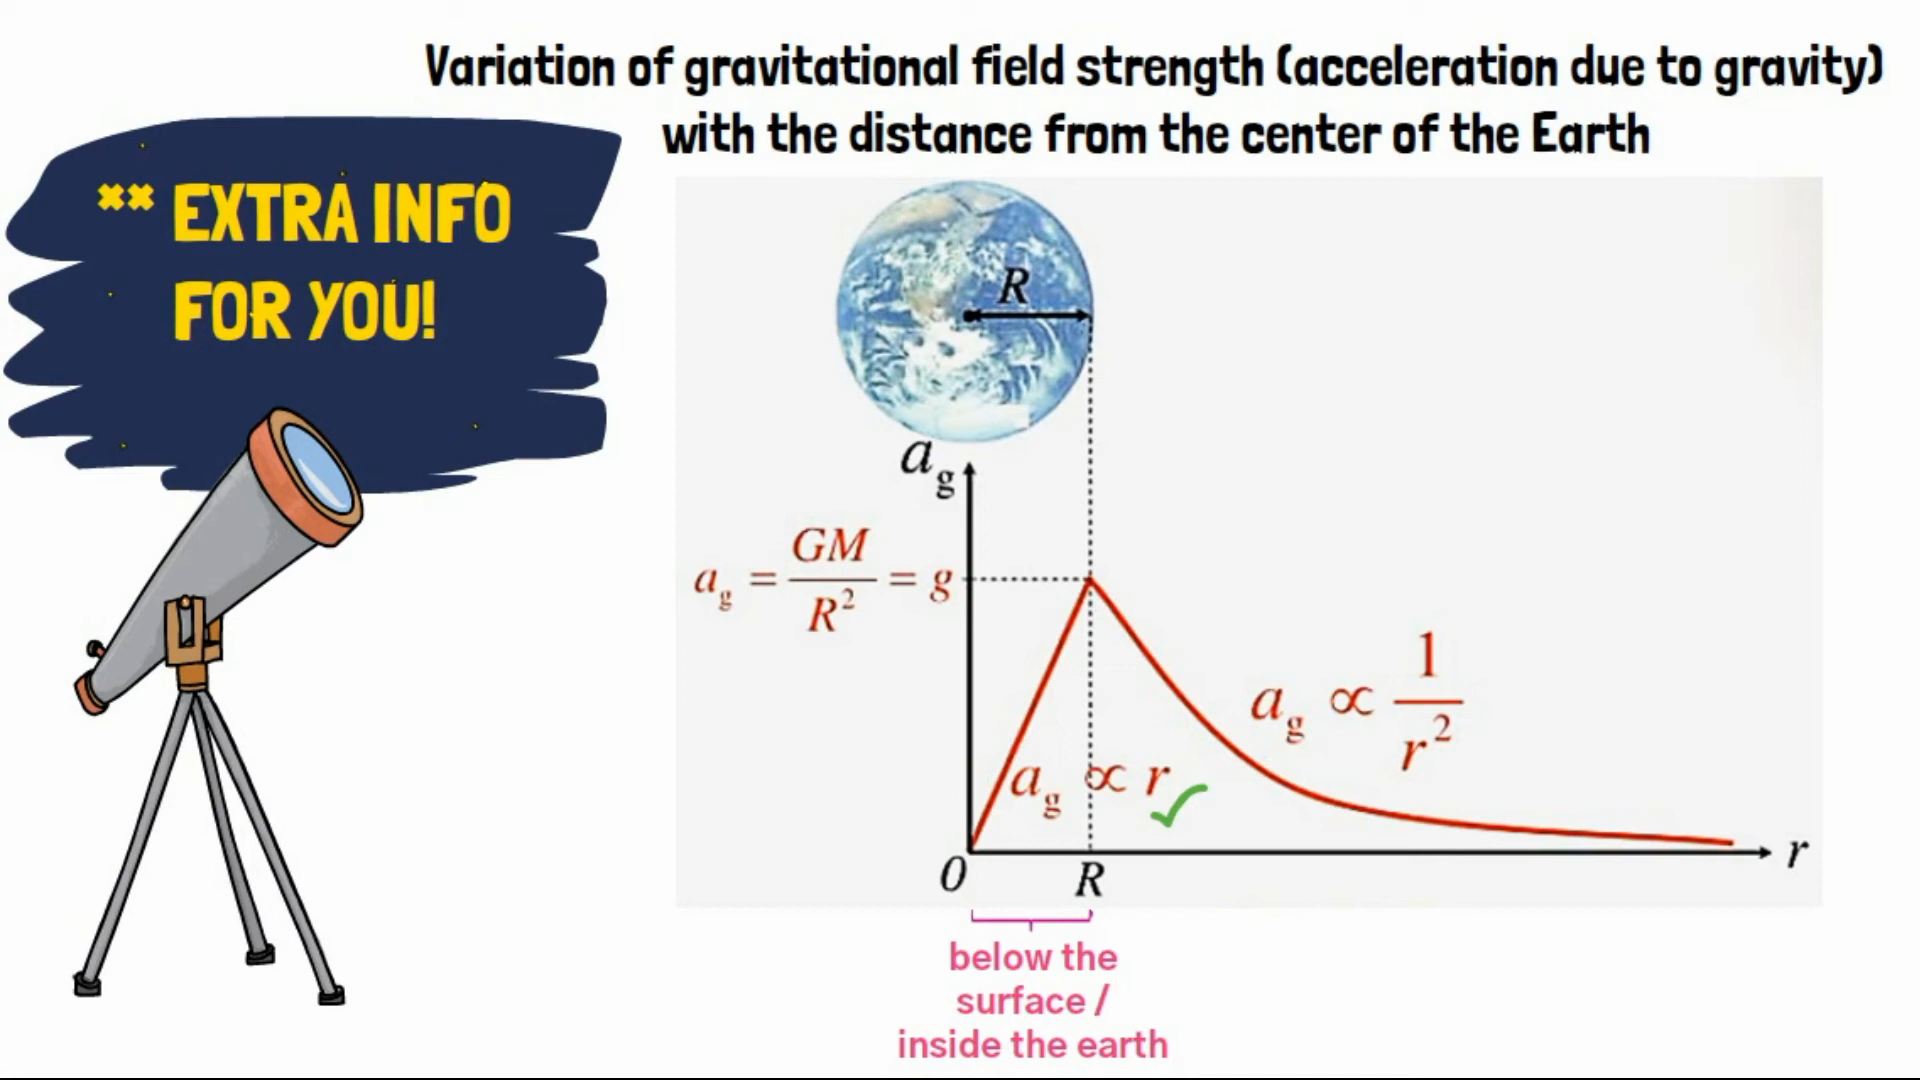 Variation of gravitational field strength (acceleration due to gravity)
with the distance from the center of the Earth
** EXTRA INFO
FOR YOU!
R
a_g
a_g = GM/R² = g
a_g ∝ 1/r²
a_g ∝ r
0
R
r
below the
surface /
inside the earth